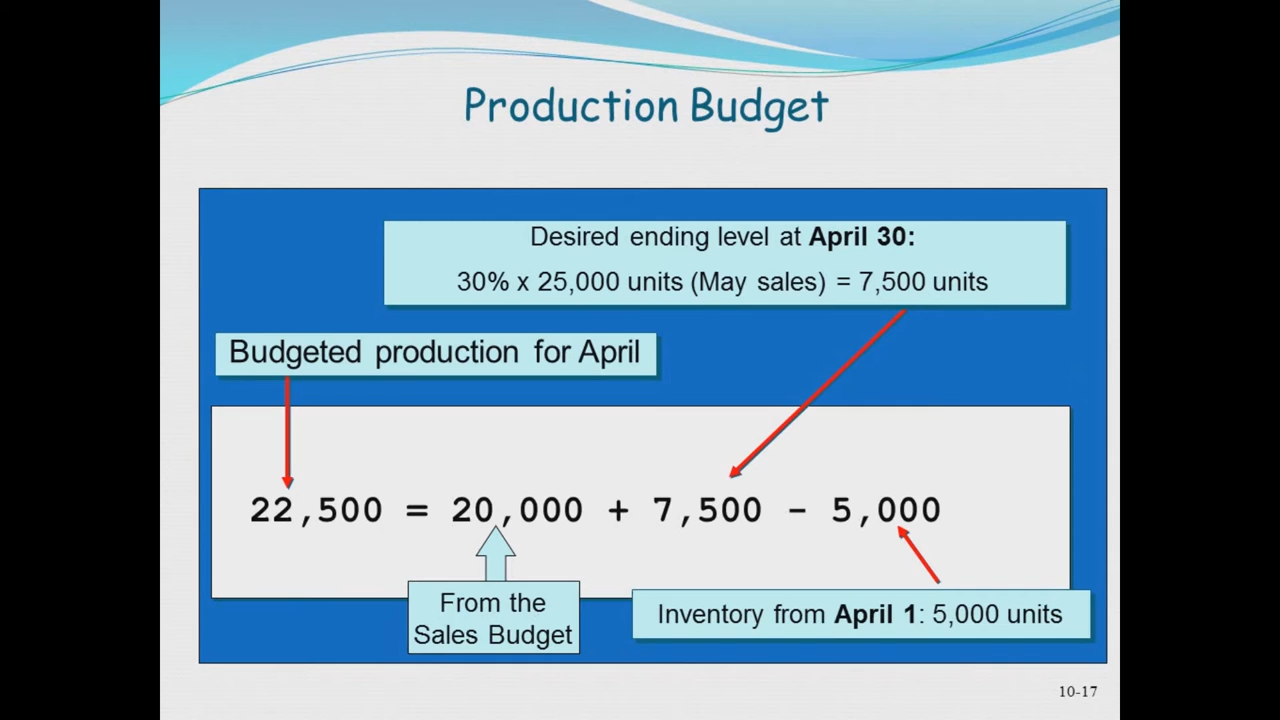 Production Budget
Desired ending level at April 30:
30% x 25,000 units (May sales) = 7,500 units
Budgeted production for April
22,500 = 20,000 + 7,500 - 5,000
From the
Sales Budget
Inventory from April 1: 5,000 units
10-17